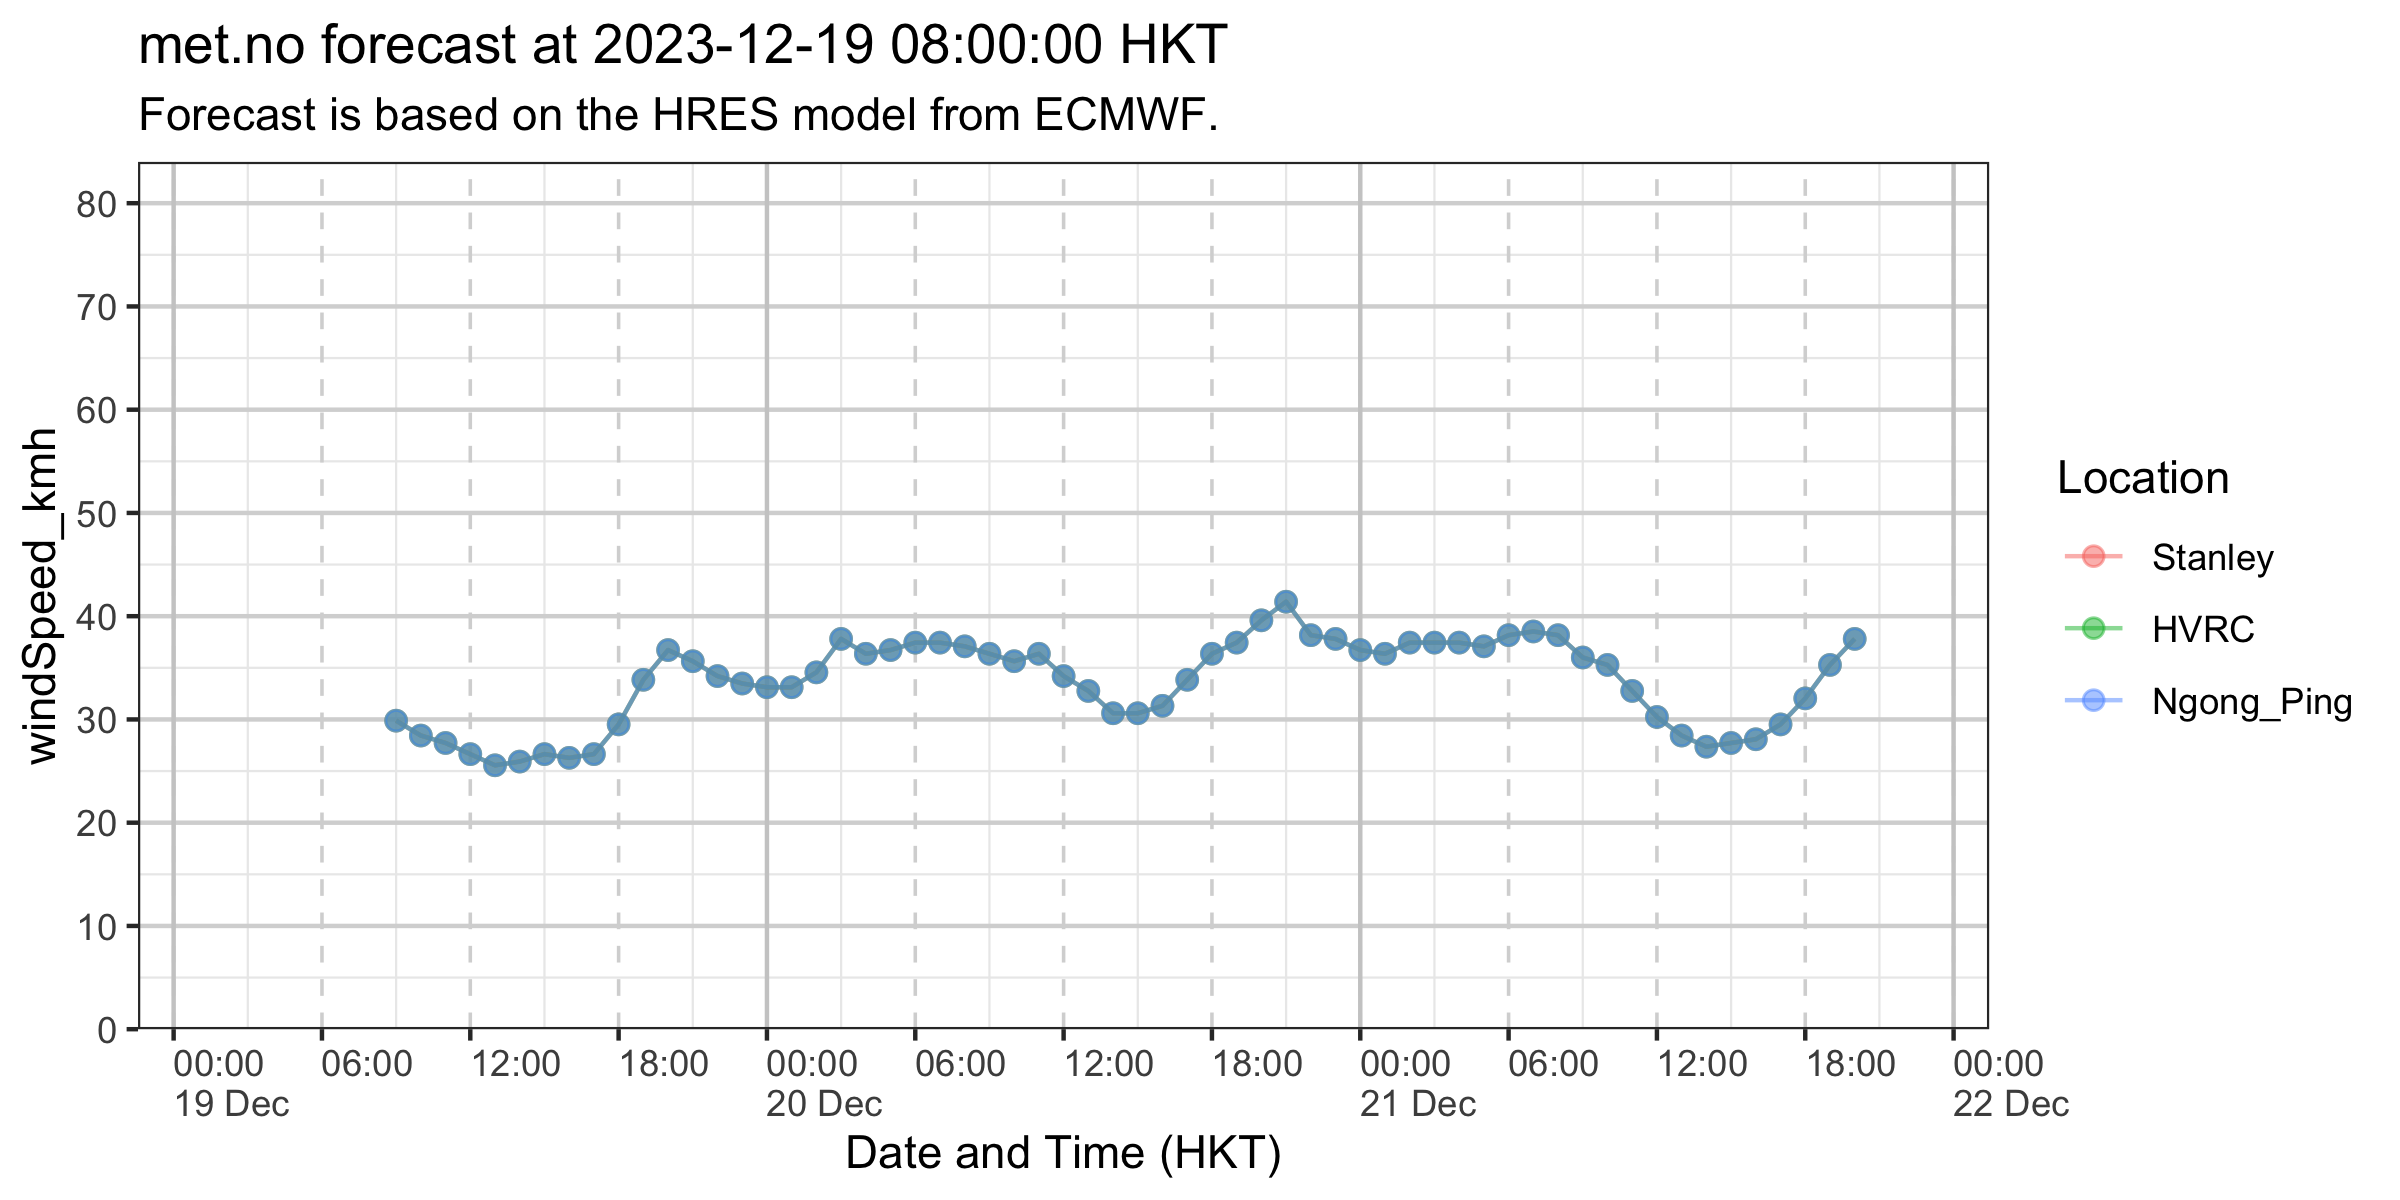 met.no forecast at 2023-12-19 08:00:00 HKT
Forecast is based on the HRES model from ECMWF.
windSpeed_kmh
80
70
60
50
40
30
20
10
0
00:00 06:00 12:00 18:00 00:00 06:00 12:00 18:00 00:00 06:00 12:00 18:00 00:00
19 Dec 20 Dec 21 Dec 22 Dec
Date and Time (HKT)
Location
Stanley
HVRC
Ngong_Ping